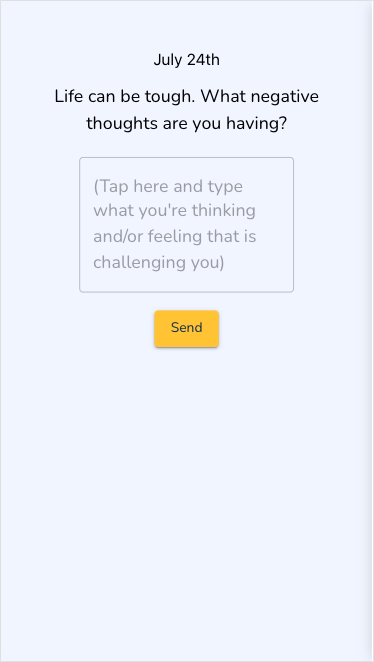 July 24th
Life can be tough. What negative
thoughts are you having?
(Tap here and type
what you're thinking
and/or feeling that is
challenging you)
Send